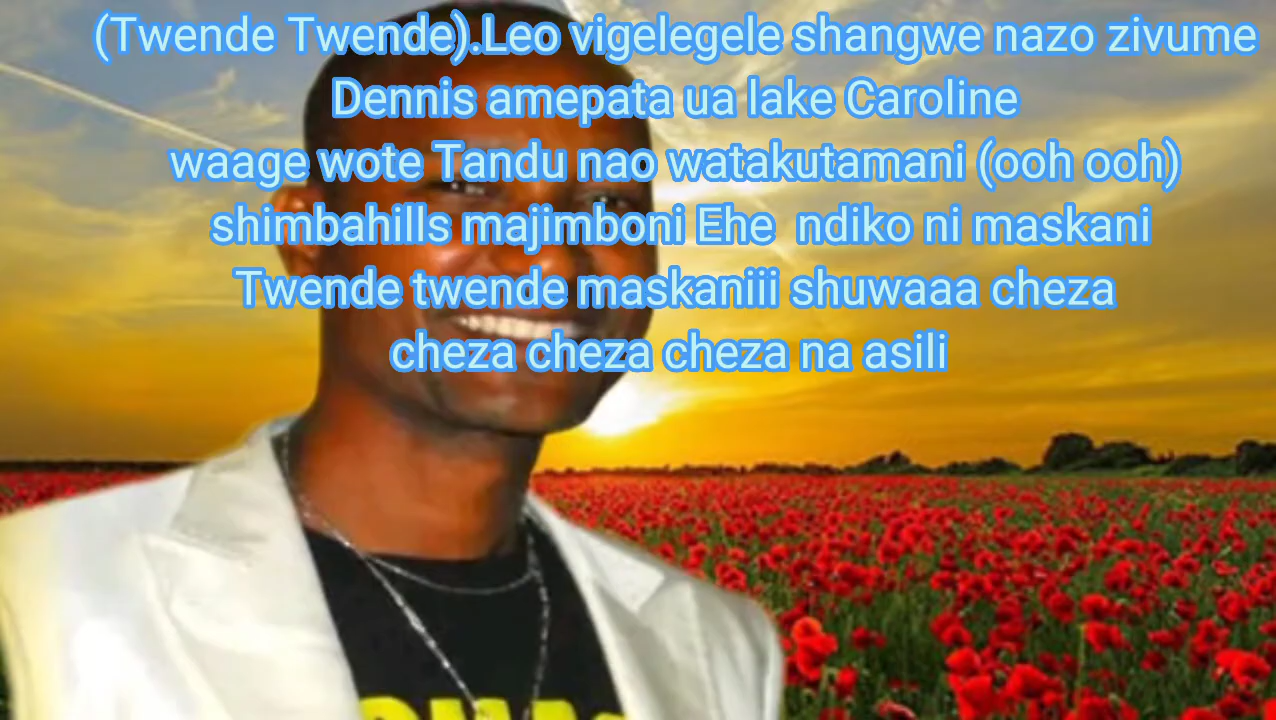 (Twende Twende).Leo vigelegele shangwe nazo zivume
Dennis amepata ua lake Caroline
waage wote Tandu nao watakutamani (ooh ooh)
shimbahills majimboni Ehe ndiko ni maskani
Twende twende maskaniii shuwaaa cheza
cheza cheza cheza na asili